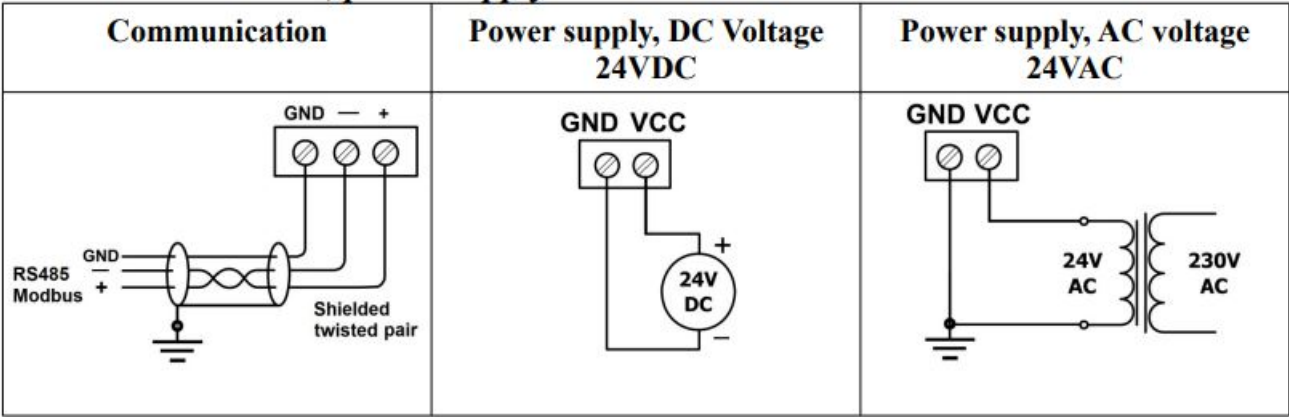 Communication
Power supply, DC Voltage
24VDC
Power supply, AC voltage
24VAC
GND — +
GND
RS485 —
Modbus +
Shielded
twisted pair
GND VCC
+
24V
DC
—
GND VCC
24V
AC
230V
AC